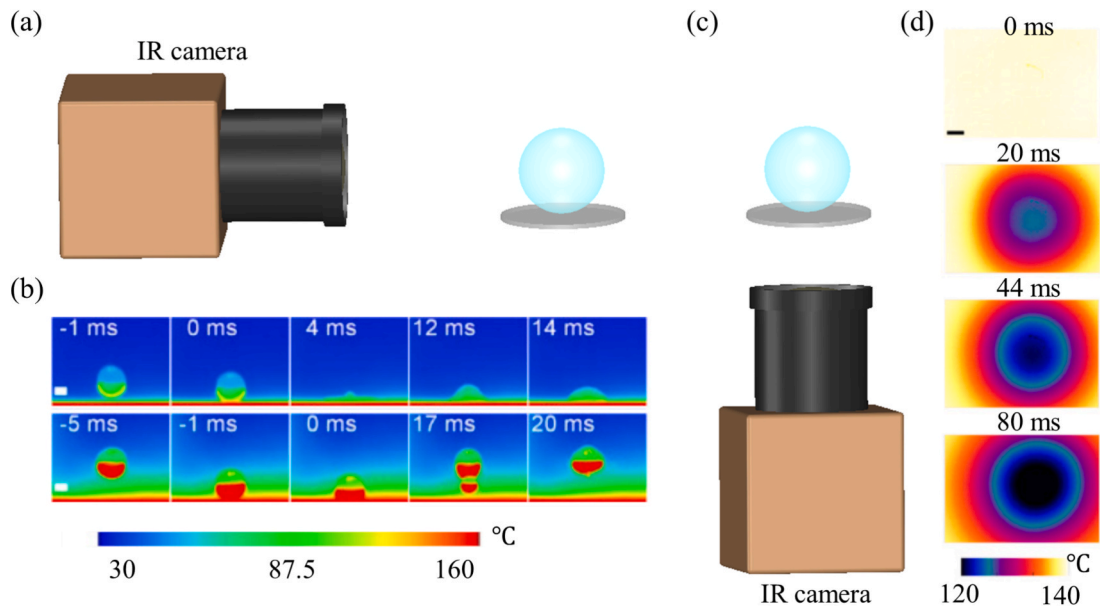 (a)
IR camera
(b)
-1 ms 0 ms 4 ms 12 ms 14 ms
-5 ms -1 ms 0 ms 17 ms 20 ms
°C
30 87.5 160
(c)
IR camera
(d)
0 ms
20 ms
44 ms
80 ms
°C
120 140